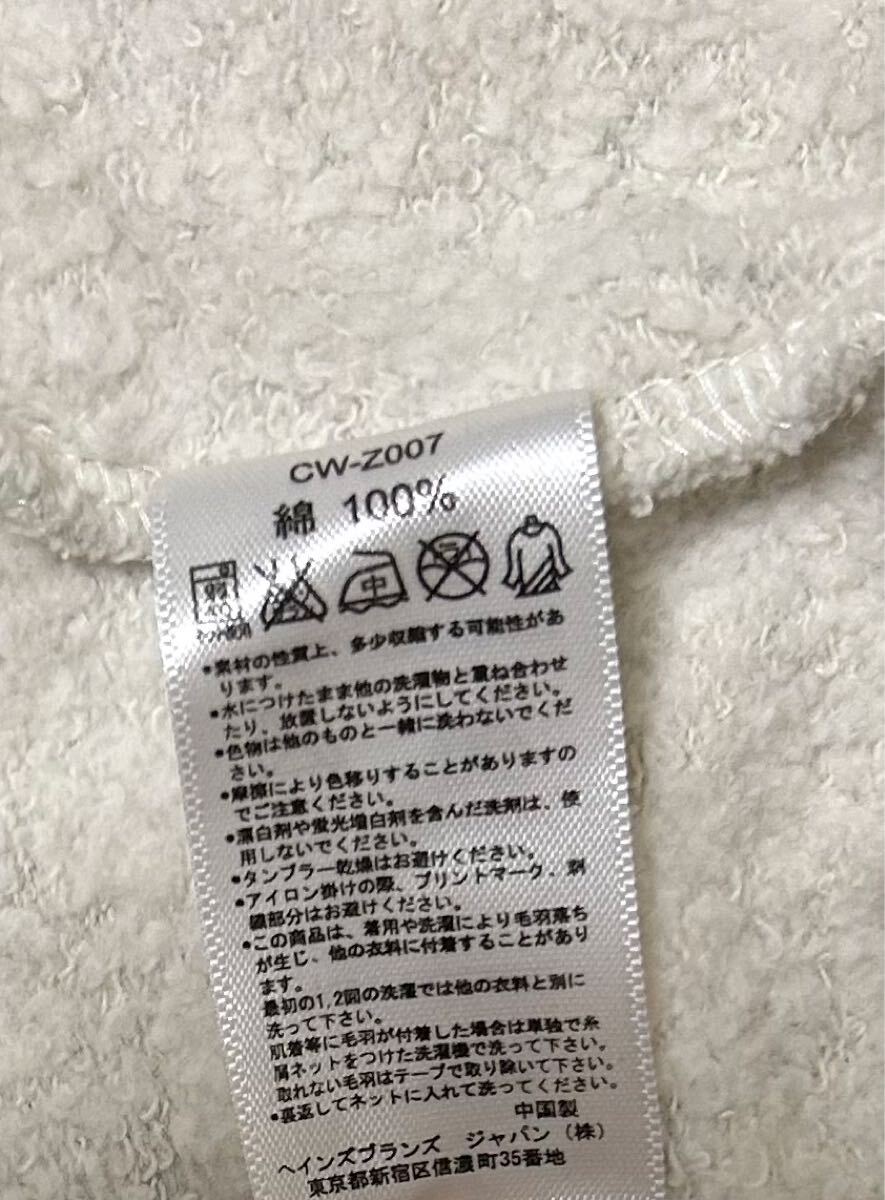 CW-Z007
綿 100%
中
ネット使用
•素材の性質上、多少収縮する可能性があ
ります。
•水につけたまま他の洗濯物と重ね合わせ
たり、放置しないようにしてください。
•色物は他のものと一緒に洗わないでくだ
さい。
•摩擦により色移りすることがありますの
でご注意ください。
•漂白剤や蛍光増白剤を含んだ洗剤は、使
用しないでください。
•タンブラー乾燥はお避けください。
•アイロン掛けの際、プリントマーク、刺
繍部分はお避けください。
•この商品は、着用や洗濯により毛羽落ち
が生じ、他の衣料に付着することがあり
ます。
最初の1,2回の洗濯では他の衣料と別に
洗って下さい。
肌着等に毛羽が付着した場合は単独で糸
屑ネットをつけた洗濯機で洗って下さい。
取れない毛羽はテープで取り除いて下さい。
•裏返してネットに入れて洗ってください。
中国製
ヘインズブランズ ジャパン(株)
東京都新宿区信濃町35番地